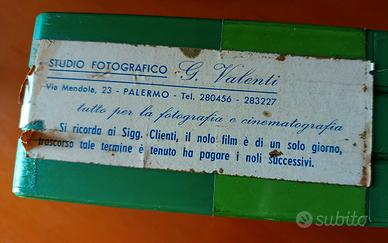 STUDIO FOTOGRAFICO G. Valenti
Via Mendola, 23 - PALERMO - Tel. 280456 - 283227
tutto per la fotografia e cinematografia
Si ricorda ai Sigg. Clienti, il nolo film è di un solo giorno,
trascorso tale termine è tenuto ha pagare i noli successivi.
subito